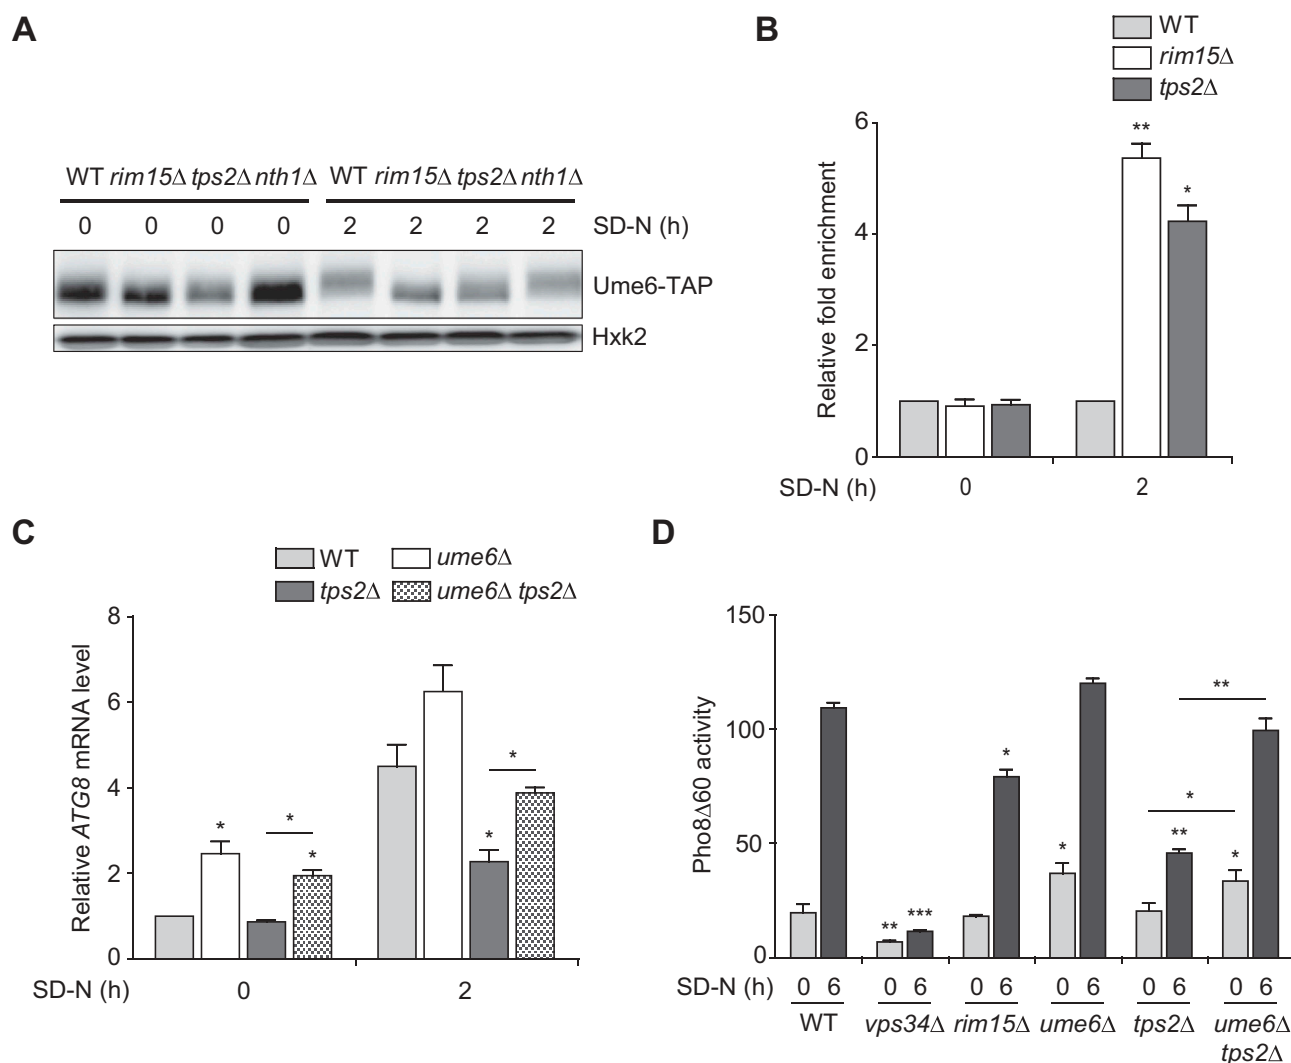 A
WT rim15Δ tps2Δ nth1Δ WT rim15Δ tps2Δ nth1Δ
0 0 0 0 2 2 2 2 SD-N (h)
Ume6-TAP
Hxk2
B
WT
rim15Δ
tps2Δ
Relative fold enrichment
6
4
2
0
**
*
SD-N (h) 0 2
C
WT ume6Δ
tps2Δ ume6Δ tps2Δ
Relative ATG8 mRNA level
8
6
4
2
0
* * * * *
SD-N (h) 0 2
D
Pho8Δ60 activity
150
100
50
0
** *** * * ** * * **
SD-N (h) 0 6 0 6 0 6 0 6 0 6 0 6
WT vps34Δ rim15Δ ume6Δ tps2Δ ume6Δ
tps2Δ